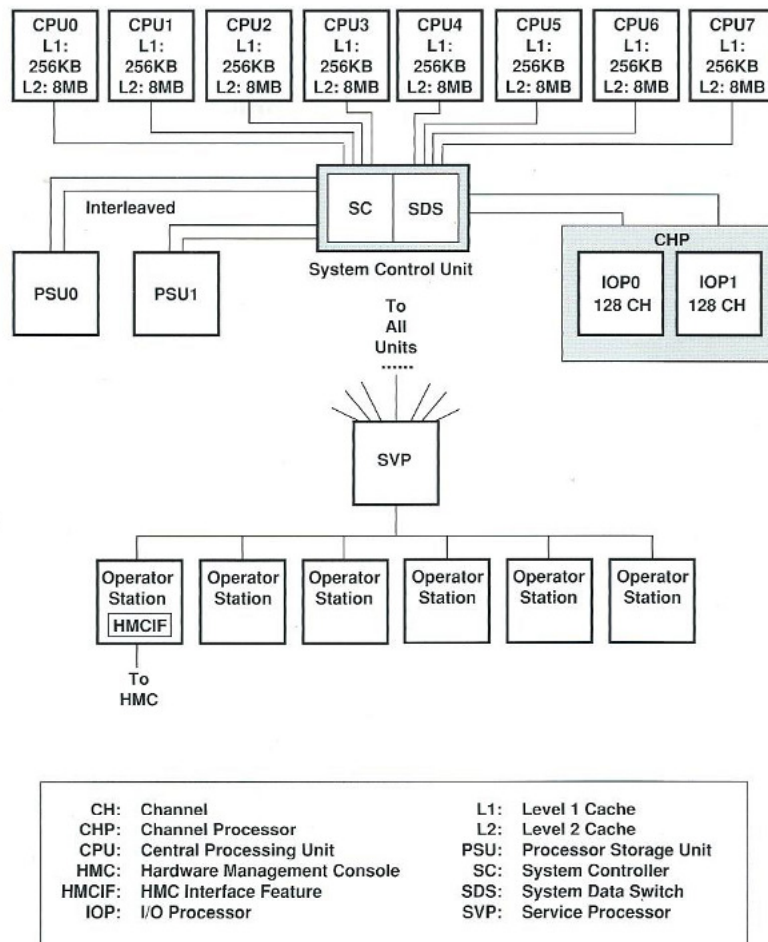 CPU0
L1:
256KB
L2: 8MB
CPU1
L1:
256KB
L2: 8MB
CPU2
L1:
256KB
L2: 8MB
CPU3
L1:
256KB
L2: 8MB
CPU4
L1:
256KB
L2: 8MB
CPU5
L1:
256KB
L2: 8MB
CPU6
L1:
256KB
L2: 8MB
CPU7
L1:
256KB
L2: 8MB
Interleaved
SC
SDS
System Control Unit
PSU0
PSU1
CHP
IOP0
128 CH
IOP1
128 CH
To
All
Units
......
SVP
Operator
Station
HMCIF
Operator
Station
Operator
Station
Operator
Station
Operator
Station
Operator
Station
To
HMC
CH: Channel
CHP: Channel Processor
CPU: Central Processing Unit
HMC: Hardware Management Console
HMCIF: HMC Interface Feature
IOP: I/O Processor
L1: Level 1 Cache
L2: Level 2 Cache
PSU: Processor Storage Unit
SC: System Controller
SDS: System Data Switch
SVP: Service Processor